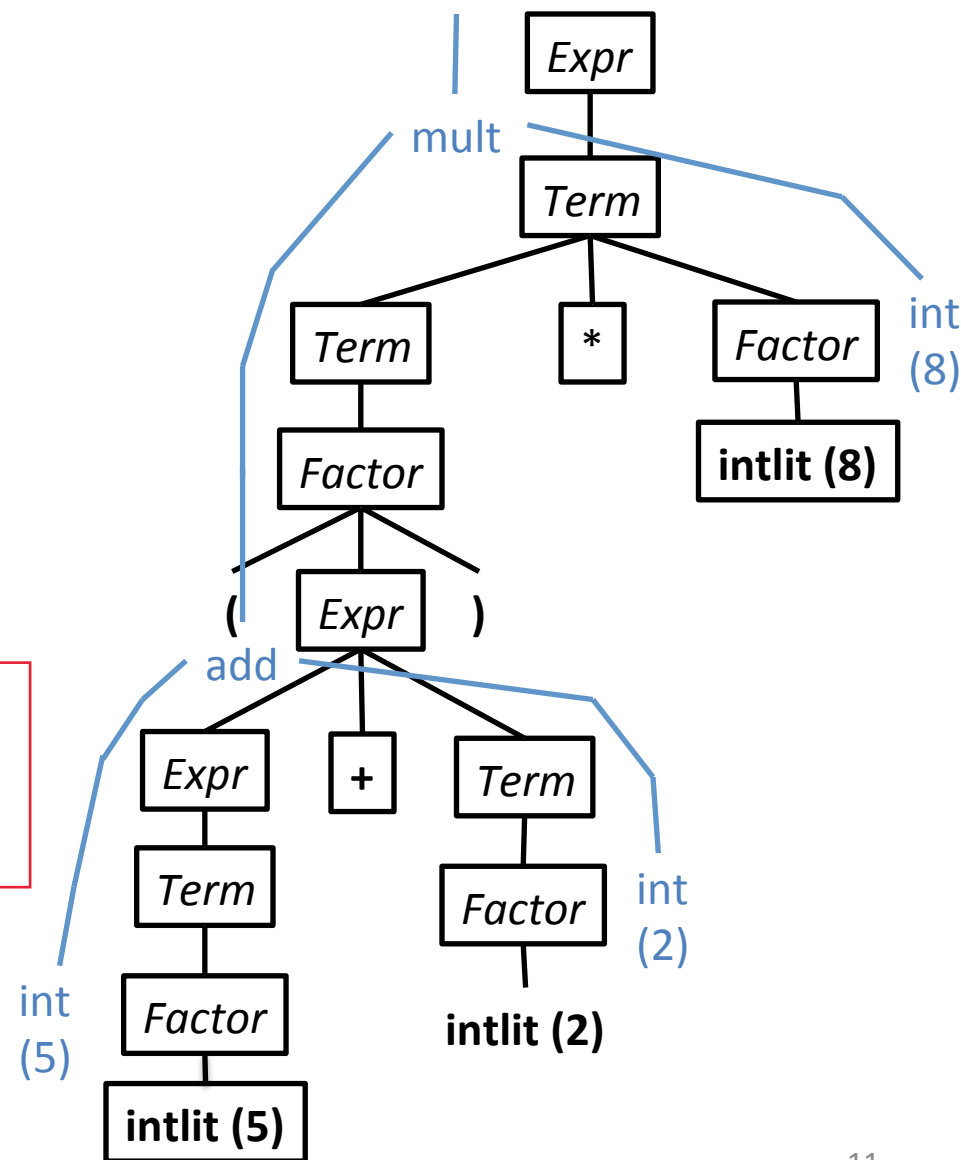 Expr
mult
Term
Term
*
Factor
int
(8)
Factor
intlit (8)
(
Expr
)
add
Expr
+
Term
Term
Factor
int
(2)
int
(5)
Factor
intlit (2)
intlit (5)
11